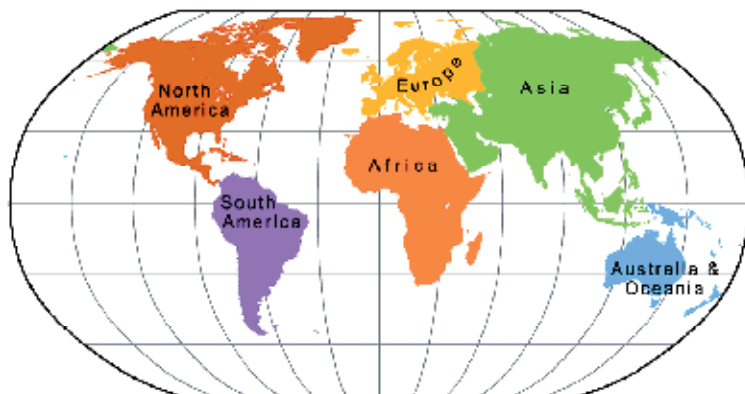 North
America
Europe
Asia
Africa
South
America
Australia &
Oceania